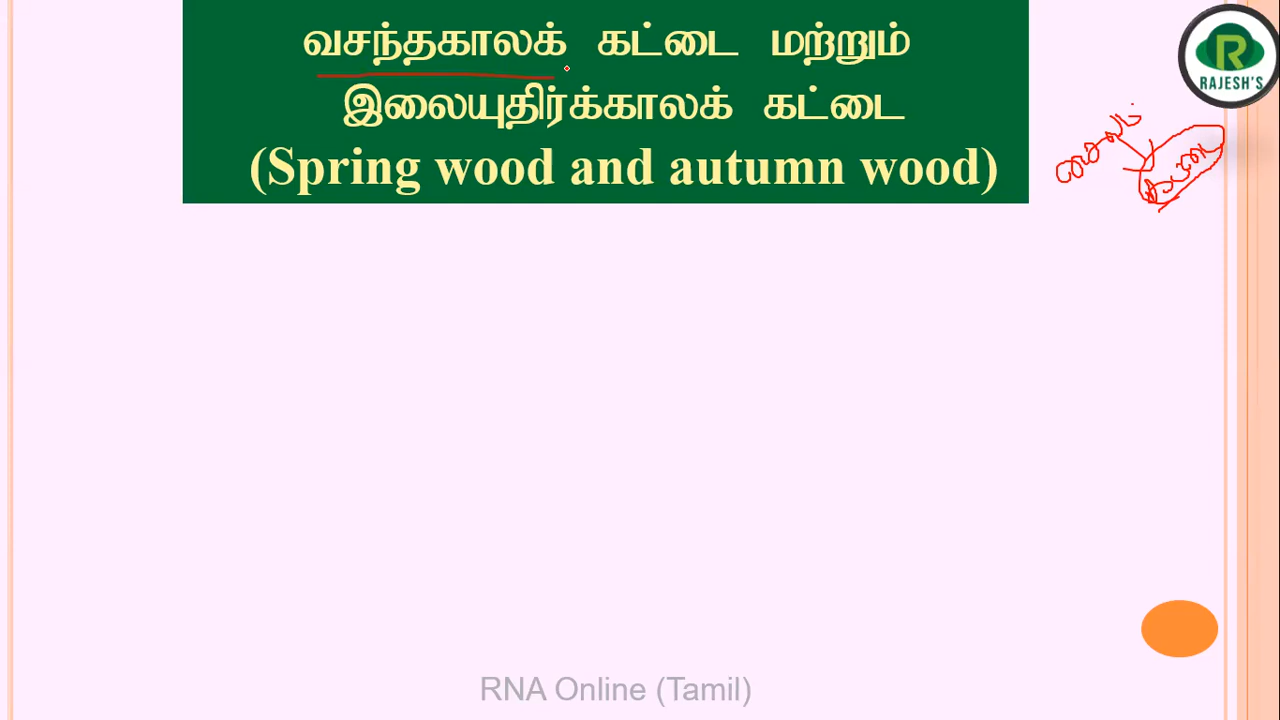 வசந்தகாலக் கட்டை மற்றும்
இலையுதிர்க்காலக் கட்டை
(Spring wood and autumn wood)
R
RAJESH'S
RNA Online (Tamil)